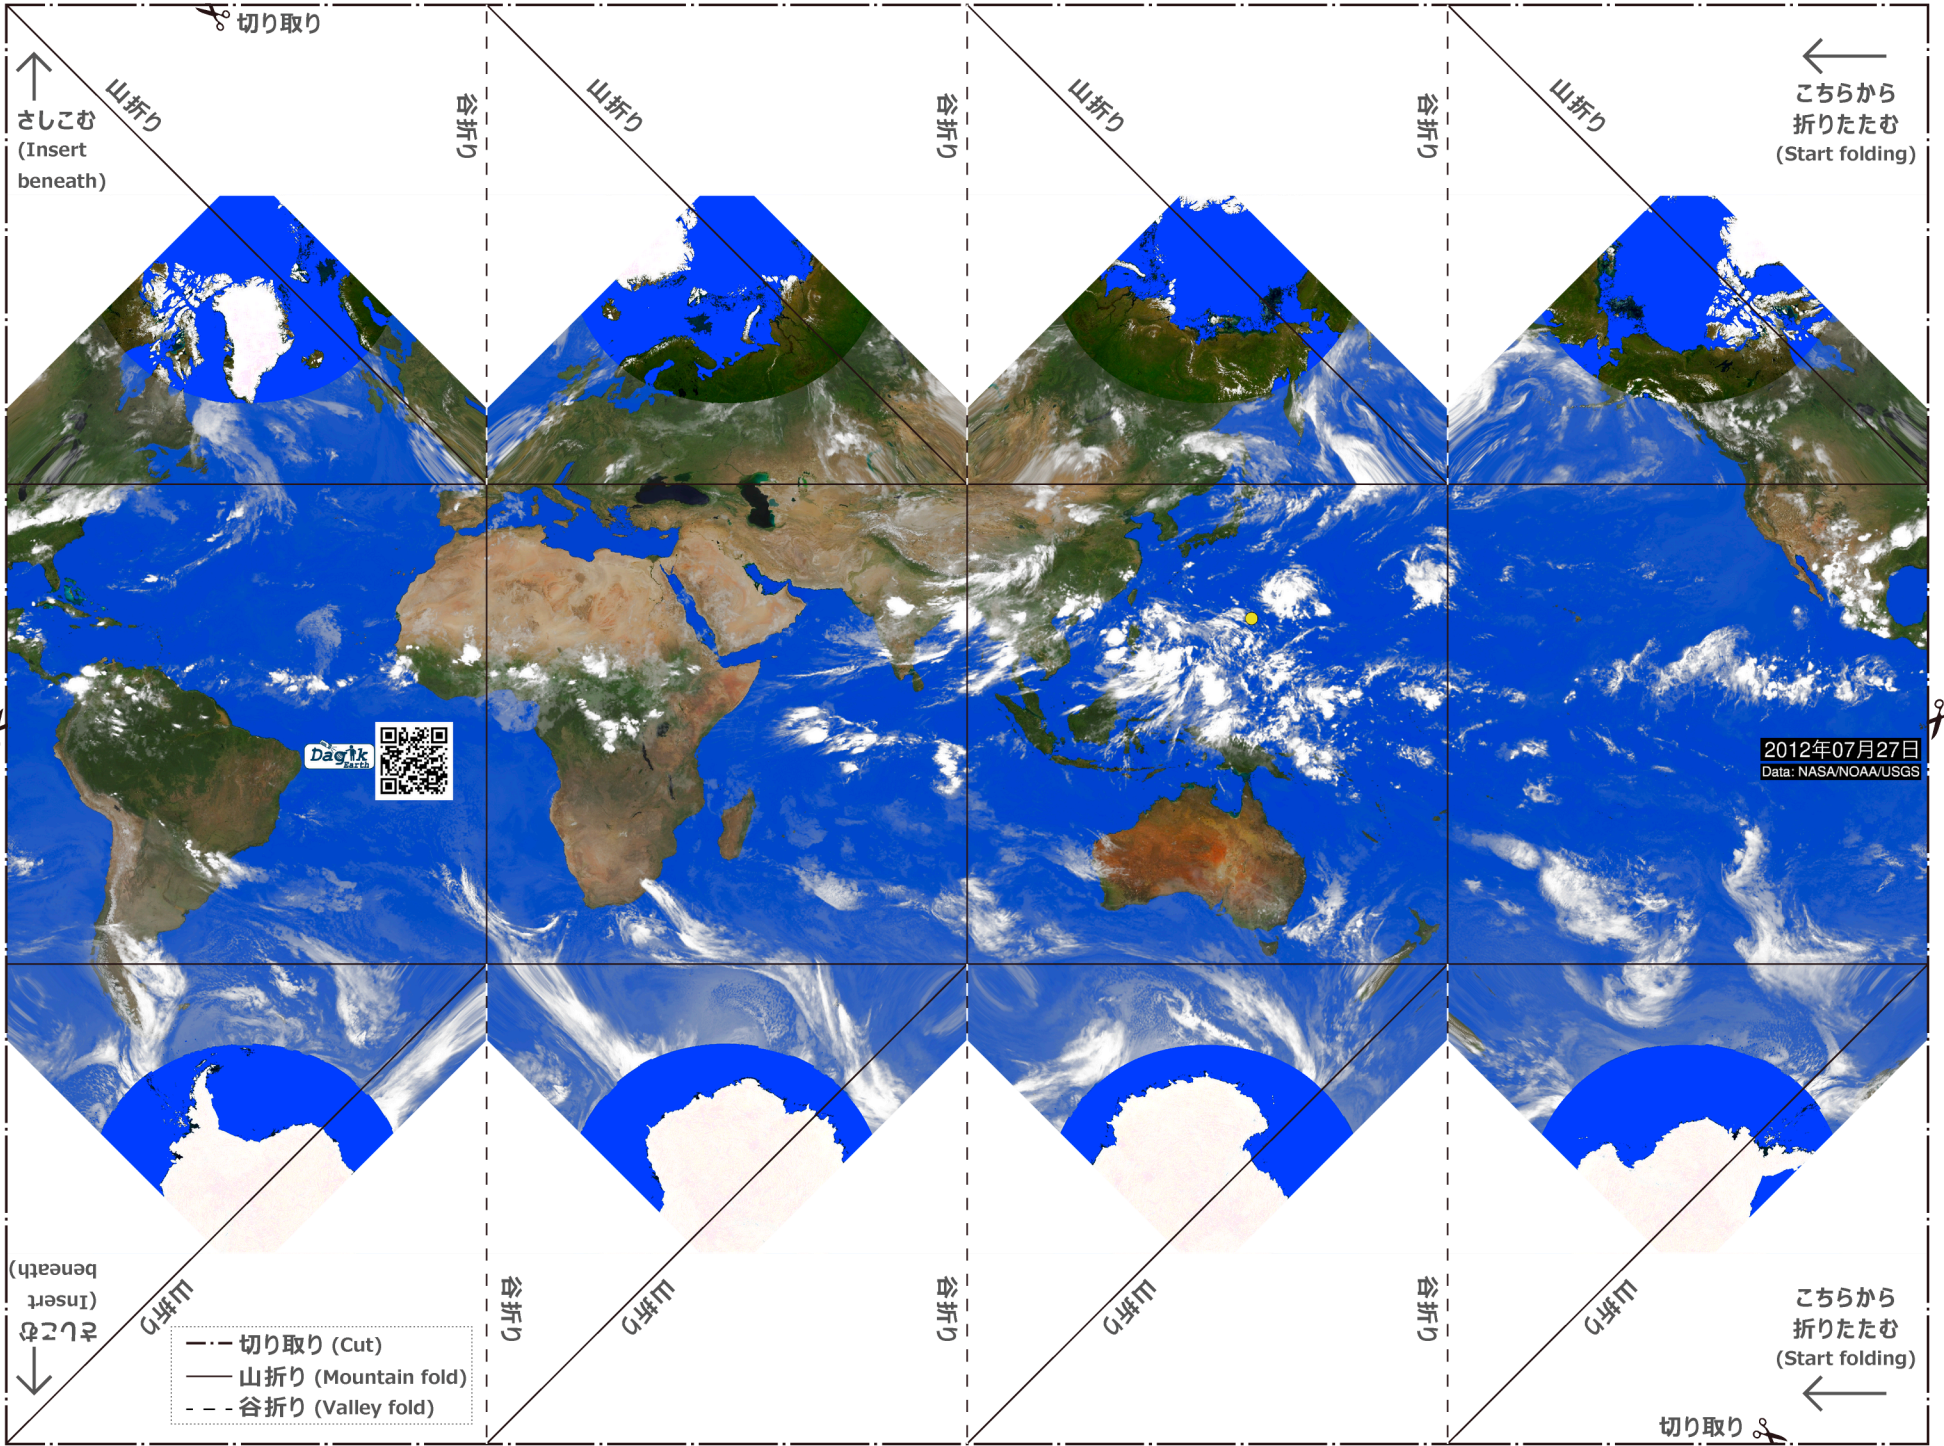 切り取り
山折り
谷折り
山折り
谷折り
山折り
谷折り
山折り
さしこむ
(Insert
beneath)
こちらから
折りたたむ
(Start folding)
Dagik
Earth
2012年07月27日
Data: NASA/NOAA/USGS
さしこむ
(Insert
beneath)
山折り
谷折り
山折り
谷折り
山折り
谷折り
山折り
こちらから
折りたたむ
(Start folding)
切り取り (Cut)
山折り (Mountain fold)
谷折り (Valley fold)
切り取り